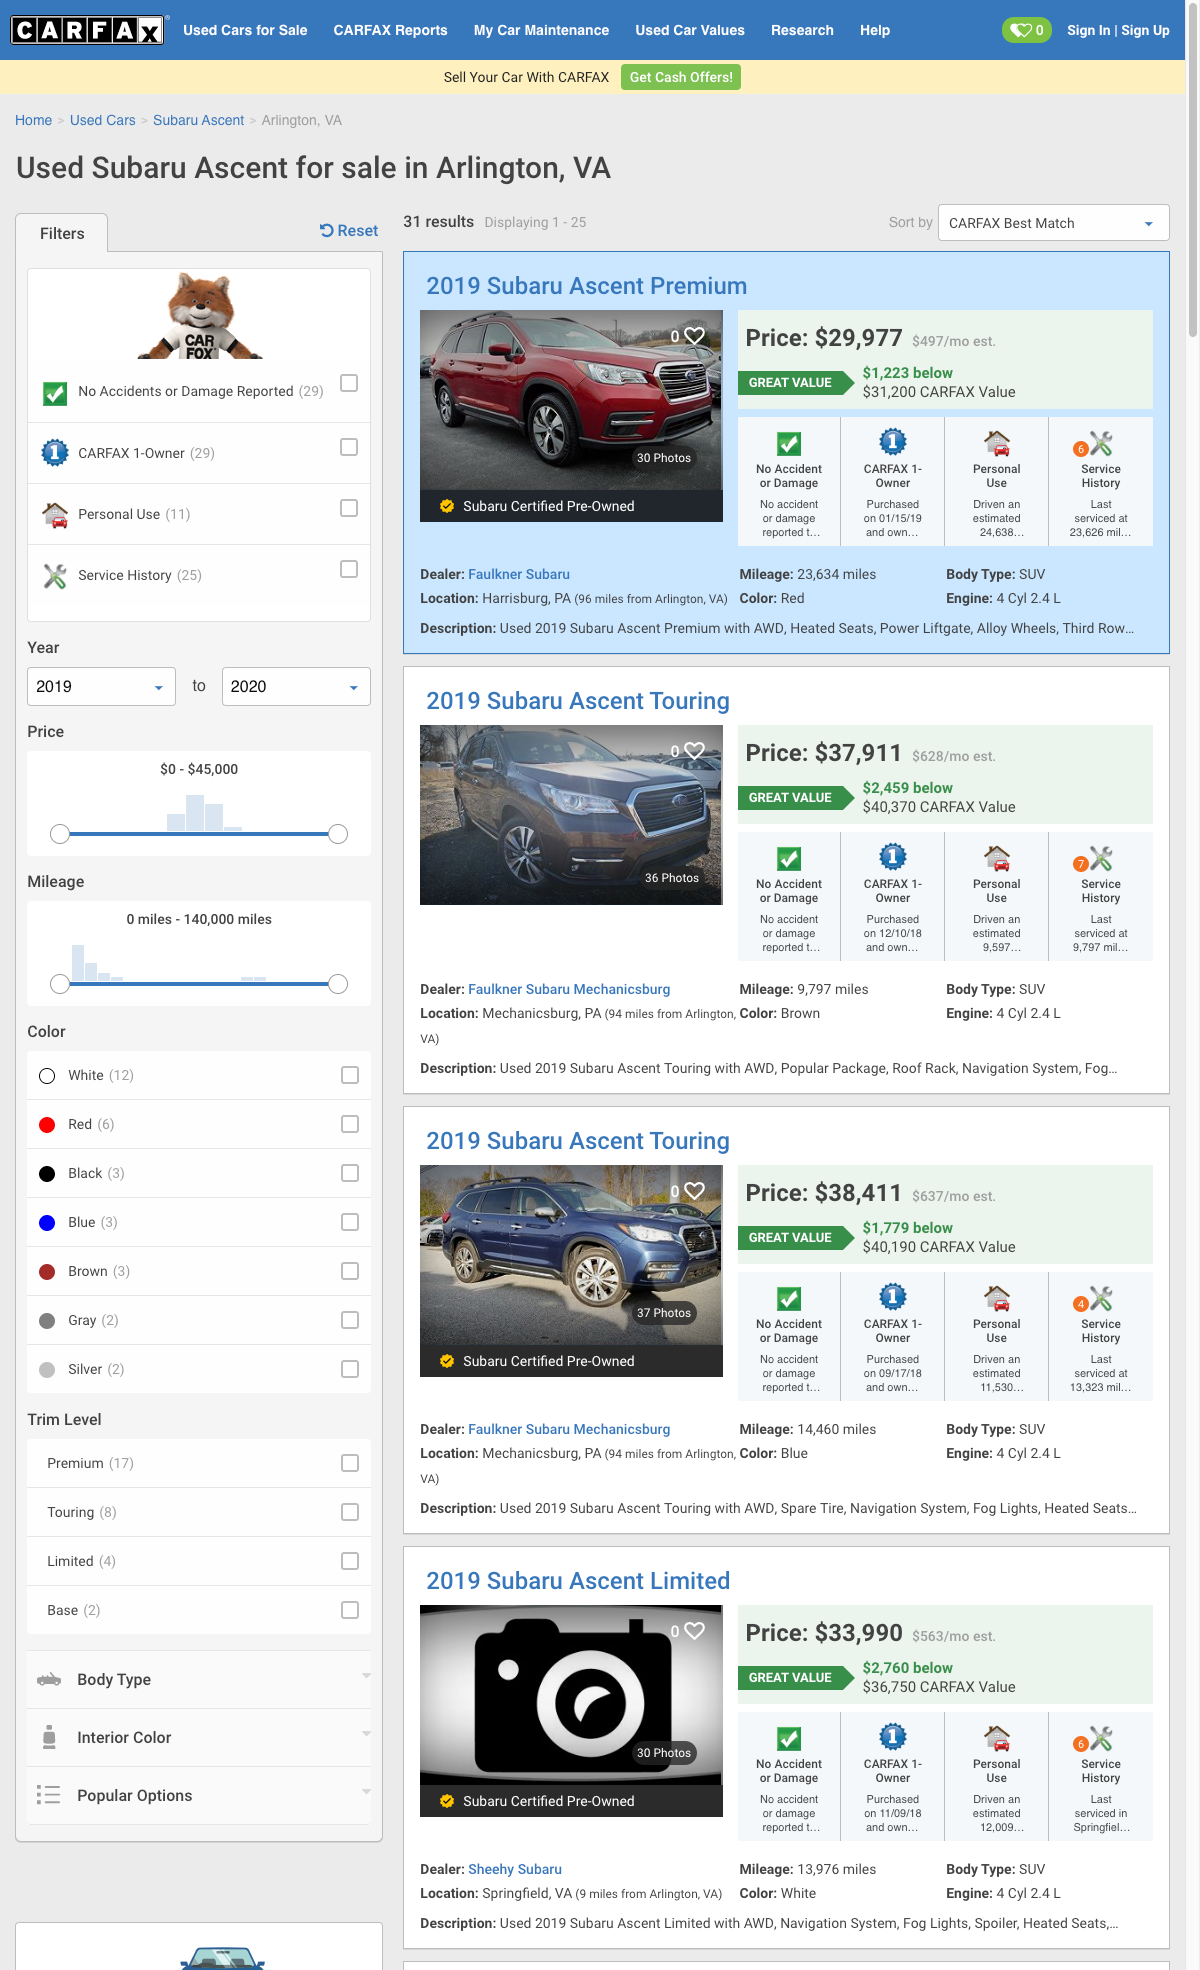 CARFAX
Used Cars for Sale CARFAX Reports My Car Maintenance Used Car Values Research Help 0 Sign In | Sign Up
Sell Your Car With CARFAX Get Cash Offers!
Home > Used Cars > Subaru Ascent > Arlington, VA
Used Subaru Ascent for sale in Arlington, VA
Filters
Reset
CAR
FOX
No Accidents or Damage Reported (29)
1 CARFAX 1-Owner (29)
Personal Use (11)
Service History (25)
Year
2019 to 2020
Price
$0 - $45,000
Mileage
0 miles - 140,000 miles
Color
White (12)
Red (6)
Black (3)
Blue (3)
Brown (3)
Gray (2)
Silver (2)
Trim Level
Premium (17)
Touring (8)
Limited (4)
Base (2)
Body Type
Interior Color
Popular Options
31 results Displaying 1 - 25
Sort by CARFAX Best Match
2019 Subaru Ascent Premium
0
30 Photos
Subaru Certified Pre-Owned
Price: $29,977 $497/mo est.
GREAT VALUE
$1,223 below
$31,200 CARFAX Value
No Accident
or Damage
No accident
or damage
reported t...
1
CARFAX 1-
Owner
Purchased
on 01/15/19
and own...
Personal
Use
Driven an
estimated
24,638...
6
Service
History
Last
serviced at
23,626 mil...
Dealer: Faulkner Subaru
Location: Harrisburg, PA (96 miles from Arlington, VA)
Mileage: 23,634 miles
Color: Red
Body Type: SUV
Engine: 4 Cyl 2.4 L
Description: Used 2019 Subaru Ascent Premium with AWD, Heated Seats, Power Liftgate, Alloy Wheels, Third Row...
2019 Subaru Ascent Touring
0
36 Photos
Price: $37,911 $628/mo est.
GREAT VALUE
$2,459 below
$40,370 CARFAX Value
No Accident
or Damage
No accident
or damage
reported t...
1
CARFAX 1-
Owner
Purchased
on 12/10/18
and own...
Personal
Use
Driven an
estimated
9,597...
7
Service
History
Last
serviced at
9,797 mil...
Dealer: Faulkner Subaru Mechanicsburg
Location: Mechanicsburg, PA (94 miles from Arlington,
VA)
Mileage: 9,797 miles
Color: Brown
Body Type: SUV
Engine: 4 Cyl 2.4 L
Description: Used 2019 Subaru Ascent Touring with AWD, Popular Package, Roof Rack, Navigation System, Fog...
2019 Subaru Ascent Touring
0
37 Photos
Subaru Certified Pre-Owned
Price: $38,411 $637/mo est.
GREAT VALUE
$1,779 below
$40,190 CARFAX Value
No Accident
or Damage
No accident
or damage
reported t...
1
CARFAX 1-
Owner
Purchased
on 09/17/18
and own...
Personal
Use
Driven an
estimated
11,530...
4
Service
History
Last
serviced at
13,323 mil...
Dealer: Faulkner Subaru Mechanicsburg
Location: Mechanicsburg, PA (94 miles from Arlington,
VA)
Mileage: 14,460 miles
Color: Blue
Body Type: SUV
Engine: 4 Cyl 2.4 L
Description: Used 2019 Subaru Ascent Touring with AWD, Spare Tire, Navigation System, Fog Lights, Heated Seats...
2019 Subaru Ascent Limited
0
30 Photos
Subaru Certified Pre-Owned
Price: $33,990 $563/mo est.
GREAT VALUE
$2,760 below
$36,750 CARFAX Value
No Accident
or Damage
No accident
or damage
reported t...
1
CARFAX 1-
Owner
Purchased
on 11/09/18
and own...
Personal
Use
Driven an
estimated
12,009...
6
Service
History
Last
serviced in
Springfiel...
Dealer: Sheehy Subaru
Location: Springfield, VA (9 miles from Arlington, VA)
Mileage: 13,976 miles
Color: White
Body Type: SUV
Engine: 4 Cyl 2.4 L
Description: Used 2019 Subaru Ascent Limited with AWD, Navigation System, Fog Lights, Spoiler, Heated Seats,...